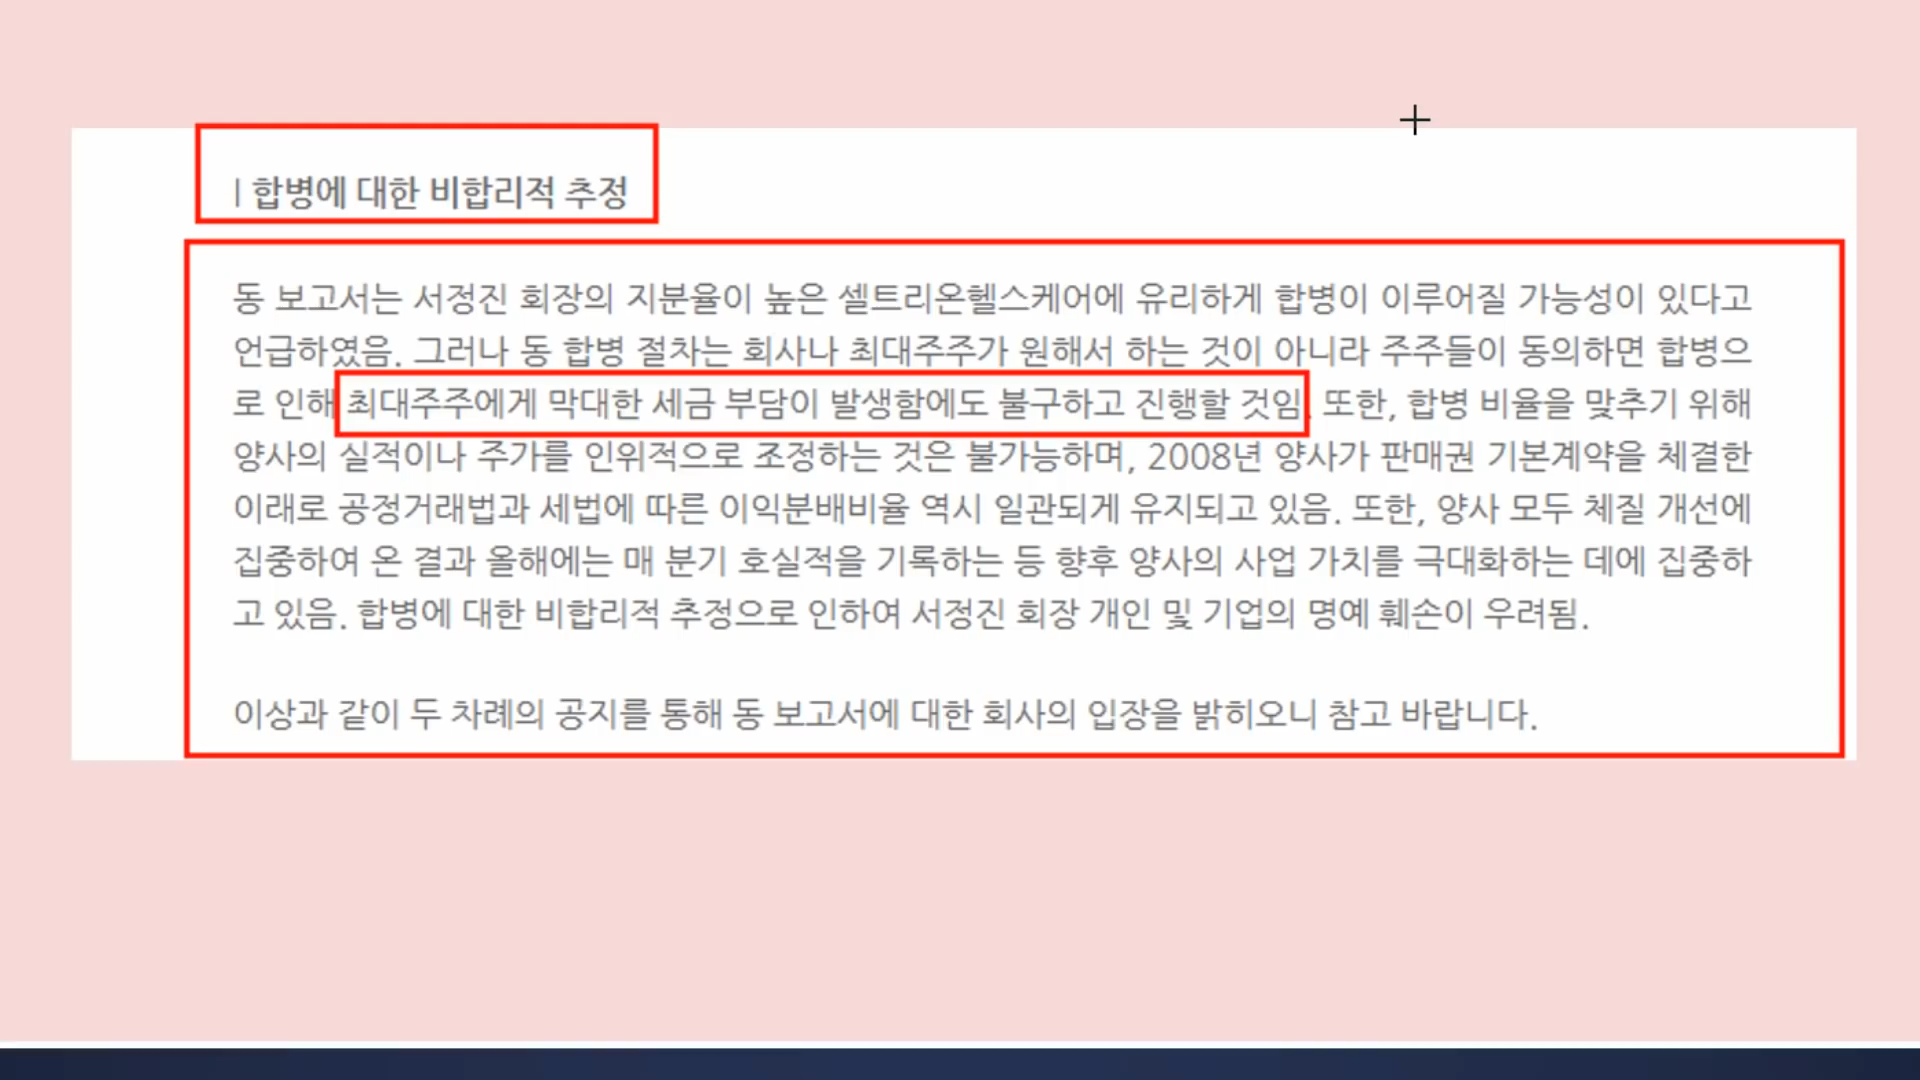 | 합병에 대한 비합리적 추정
동 보고서는 서정진 회장의 지분율이 높은 셀트리온헬스케어에 유리하게 합병이 이루어질 가능성이 있다고
언급하였음. 그러나 동 합병 절차는 회사나 최대주주가 원해서 하는 것이 아니라 주주들이 동의하면 합병으
로 인해 최대주주에게 막대한 세금 부담이 발생함에도 불구하고 진행할 것임. 또한, 합병 비율을 맞추기 위해
양사의 실적이나 주가를 인위적으로 조정하는 것은 불가능하며, 2008년 양사가 판매권 기본계약을 체결한
이래로 공정거래법과 세법에 따른 이익분배비율 역시 일관되게 유지되고 있음. 또한, 양사 모두 체질 개선에
집중하여 온 결과 올해에는 매 분기 호실적을 기록하는 등 향후 양사의 사업 가치를 극대화하는 데에 집중하
고 있음. 합병에 대한 비합리적 추정으로 인하여 서정진 회장 개인 및 기업의 명예 훼손이 우려됨.
이상과 같이 두 차례의 공지를 통해 동 보고서에 대한 회사의 입장을 밝히오니 참고 바랍니다.